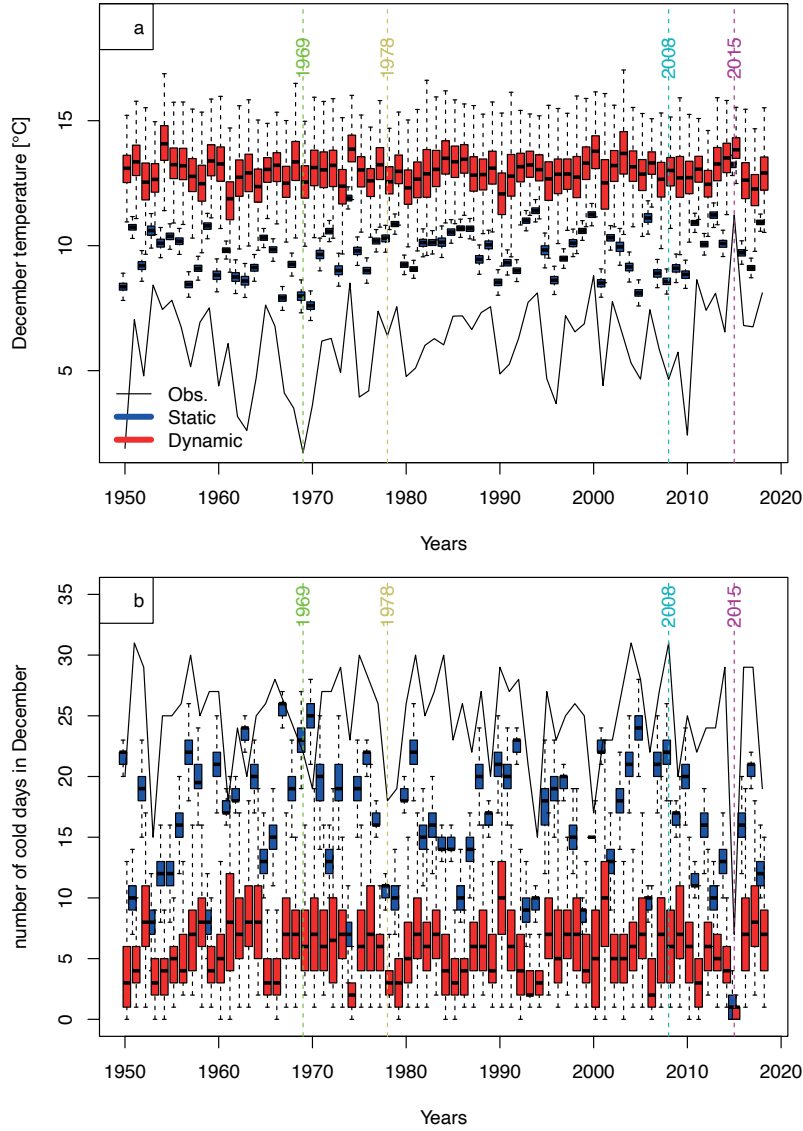 a
1969
1978
2008
2015
December temperature [°C]
15
10
5
Obs.
Static
Dynamic
1950 1960 1970 1980 1990 2000 2010 2020
Years
b
1969
1978
2008
2015
number of cold days in December
35
30
25
20
15
10
5
0
1950 1960 1970 1980 1990 2000 2010 2020
Years